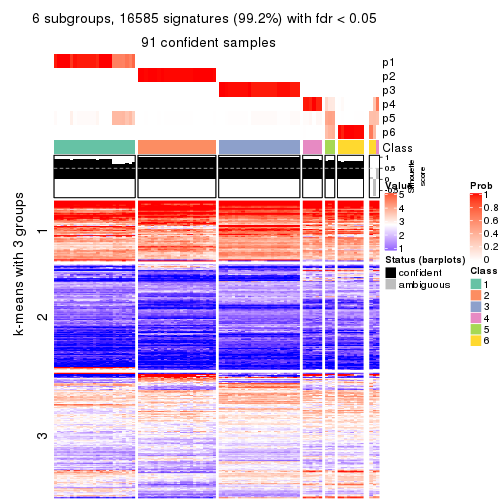 6 subgroups, 16585 signatures (99.2%) with fdr < 0.05
91 confident samples
p1
p2
p3
p4
p5
p6
Class
1
0.5
0
-0.5
Silhouette
score
k-means with 3 groups
1
2
3
Value
5
4
3
2
1
Status (barplots)
confident
ambiguous
Prob
1
0.8
0.6
0.4
0.2
0
Class
1
2
3
4
5
6